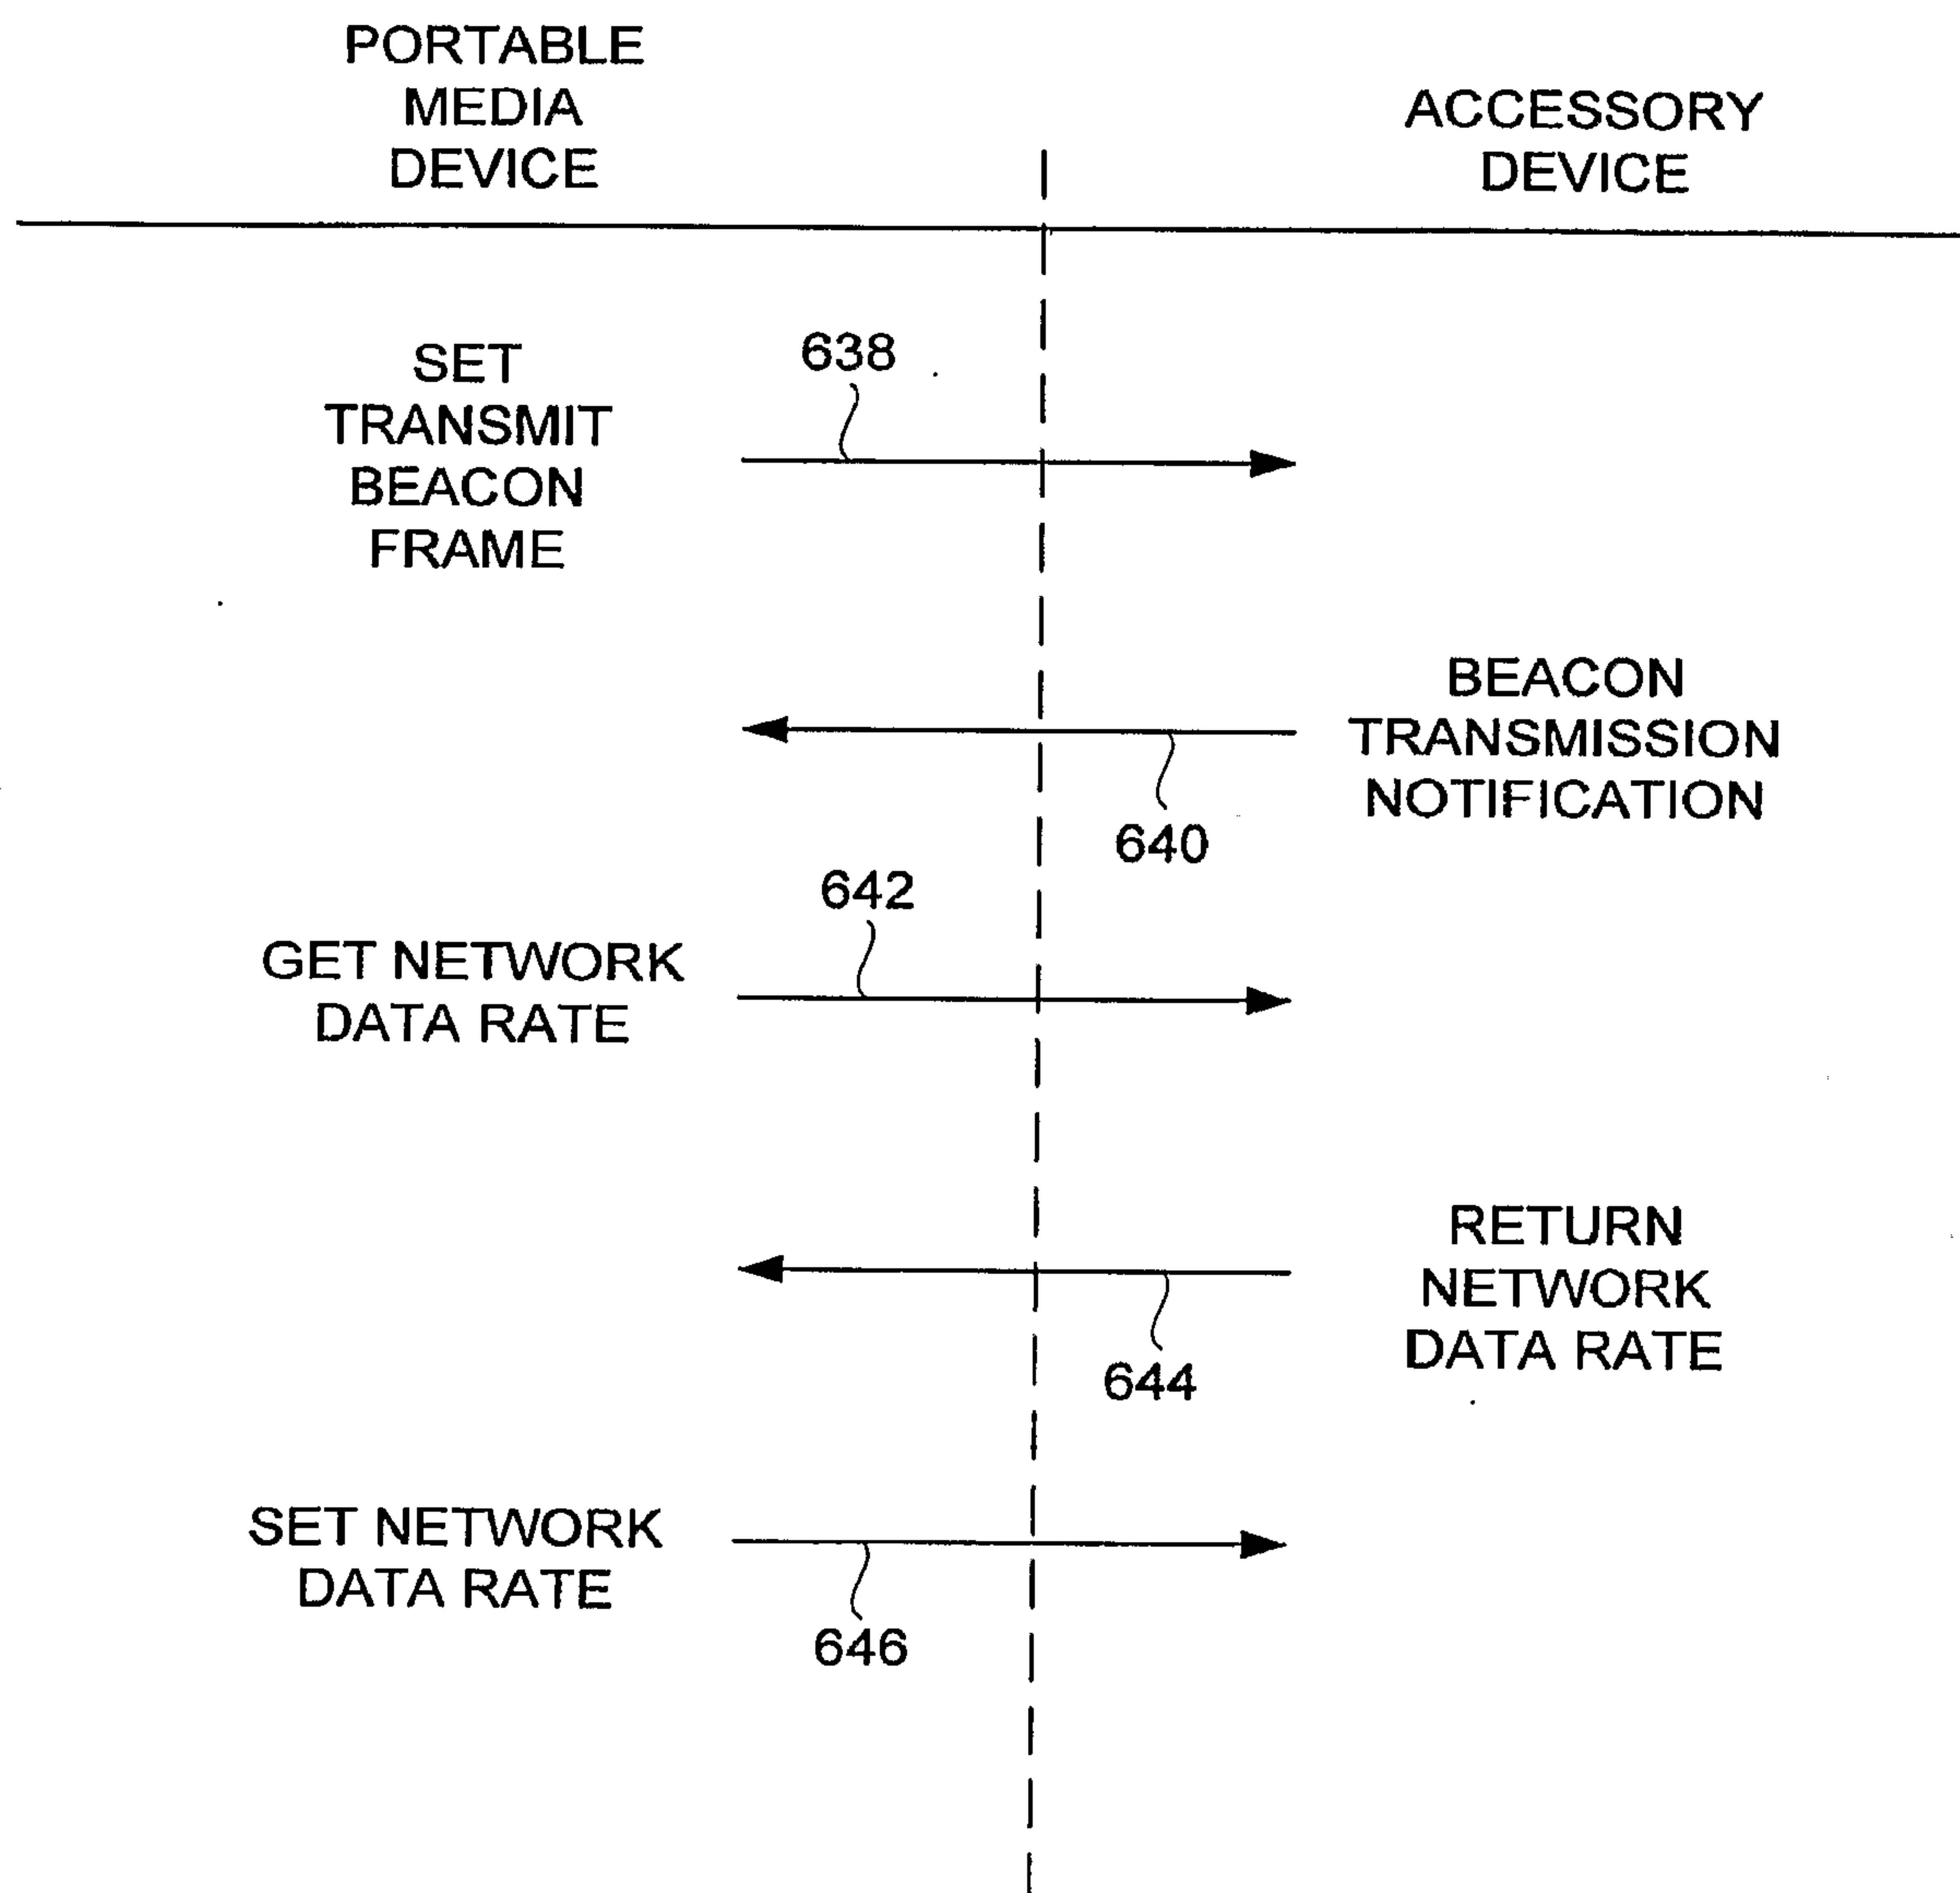 PORTABLE
MEDIA
DEVICE
ACCESSORY
DEVICE
SET
TRANSMIT
BEACON
FRAME
638
BEACON
TRANSMISSION
NOTIFICATION
640
642
GET NETWORK
DATA RATE
RETURN
NETWORK
DATA RATE
644
SET NETWORK
DATA RATE
646